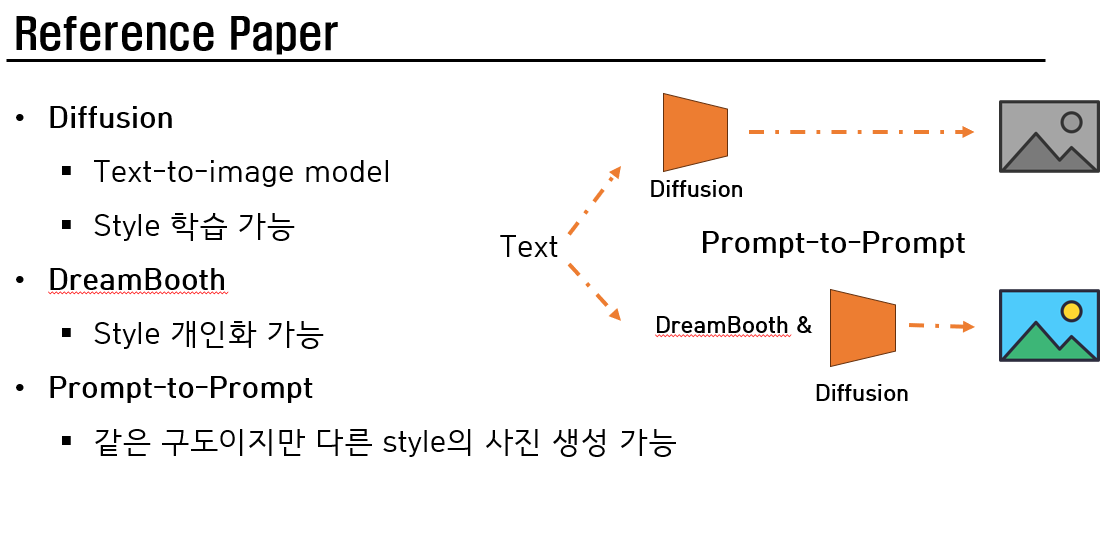 Reference Paper
• Diffusion
▪ Text-to-image model
▪ Style 학습 가능
• DreamBooth
▪ Style 개인화 가능
• Prompt-to-Prompt
▪ 같은 구도이지만 다른 style의 사진 생성 가능
Text
Diffusion
Prompt-to-Prompt
DreamBooth &
Diffusion